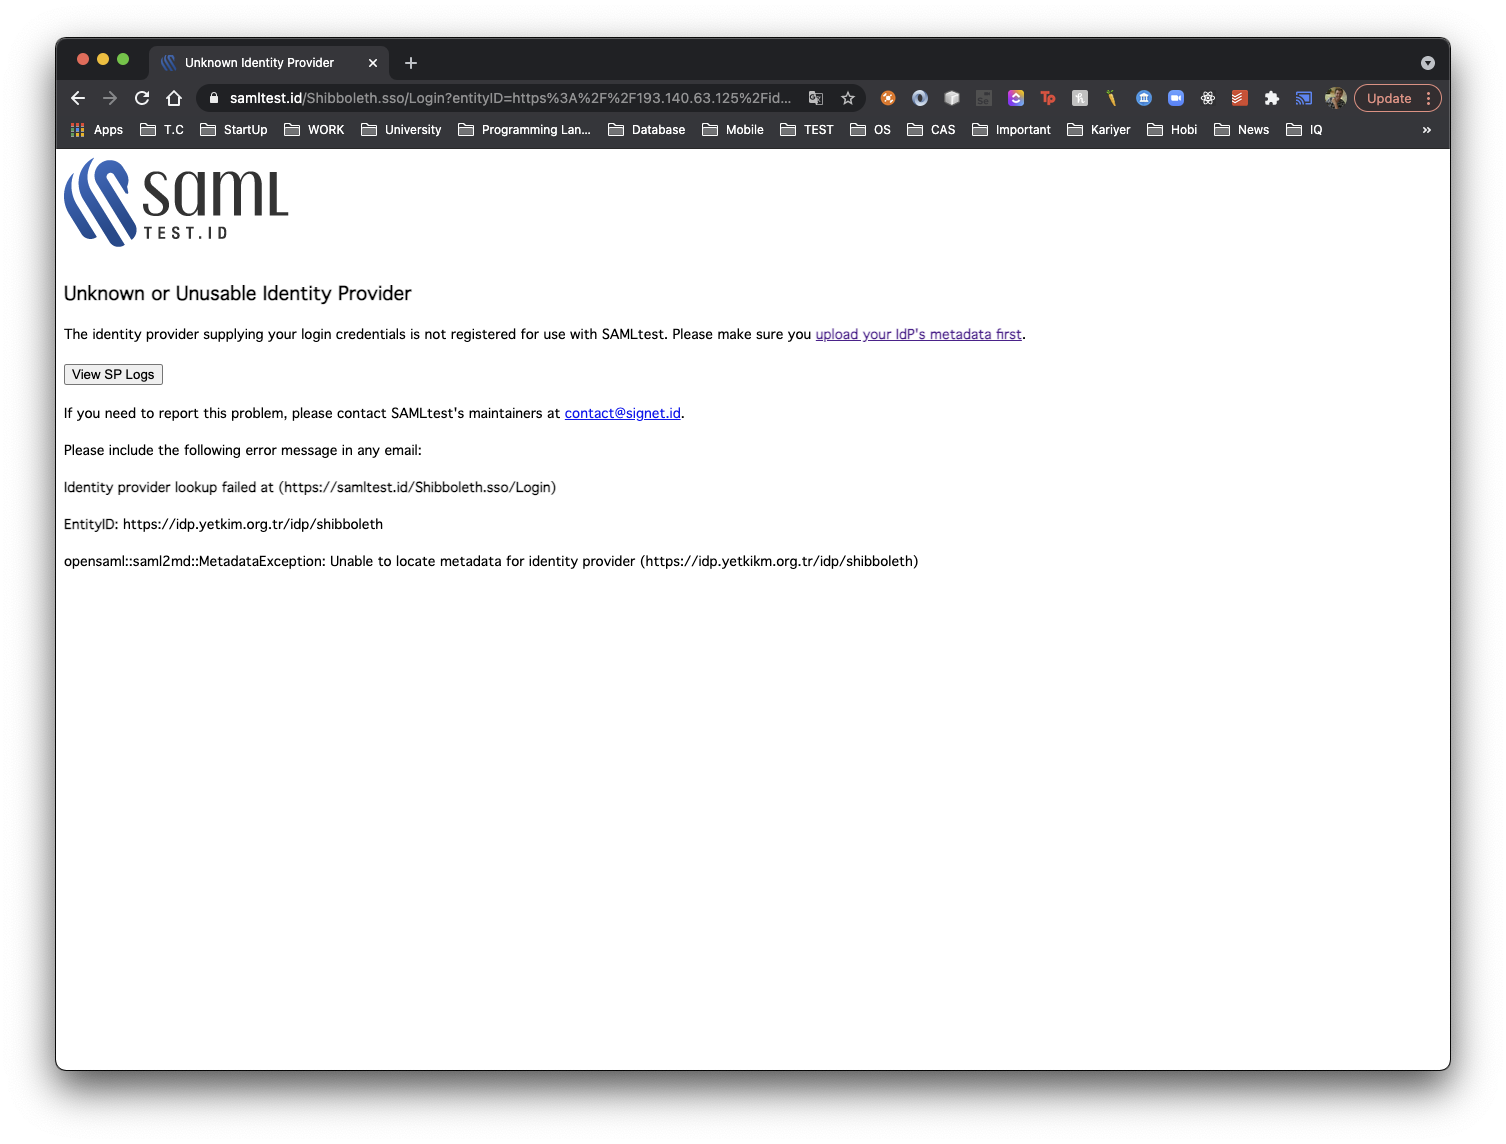 Unknown Identity Provider
samltest.id/Shibboleth.sso/Login?entityID=https%3A%2F%2F193.140.63.125%2Fid...
Tp
Update
Apps T.C StartUp WORK University Programming Lan... Database Mobile TEST OS CAS Important Kariyer Hobi News IQ »
saml
TEST.ID
Unknown or Unusable Identity Provider
The identity provider supplying your login credentials is not registered for use with SAMLtest. Please make sure you upload your IdP's metadata first.
View SP Logs
If you need to report this problem, please contact SAMLtest's maintainers at contact@signet.id.
Please include the following error message in any email:
Identity provider lookup failed at (https://samltest.id/Shibboleth.sso/Login)
EntityID: https://idp.yetkim.org.tr/idp/shibboleth
opensaml::saml2md::MetadataException: Unable to locate metadata for identity provider (https://idp.yetkikm.org.tr/idp/shibboleth)